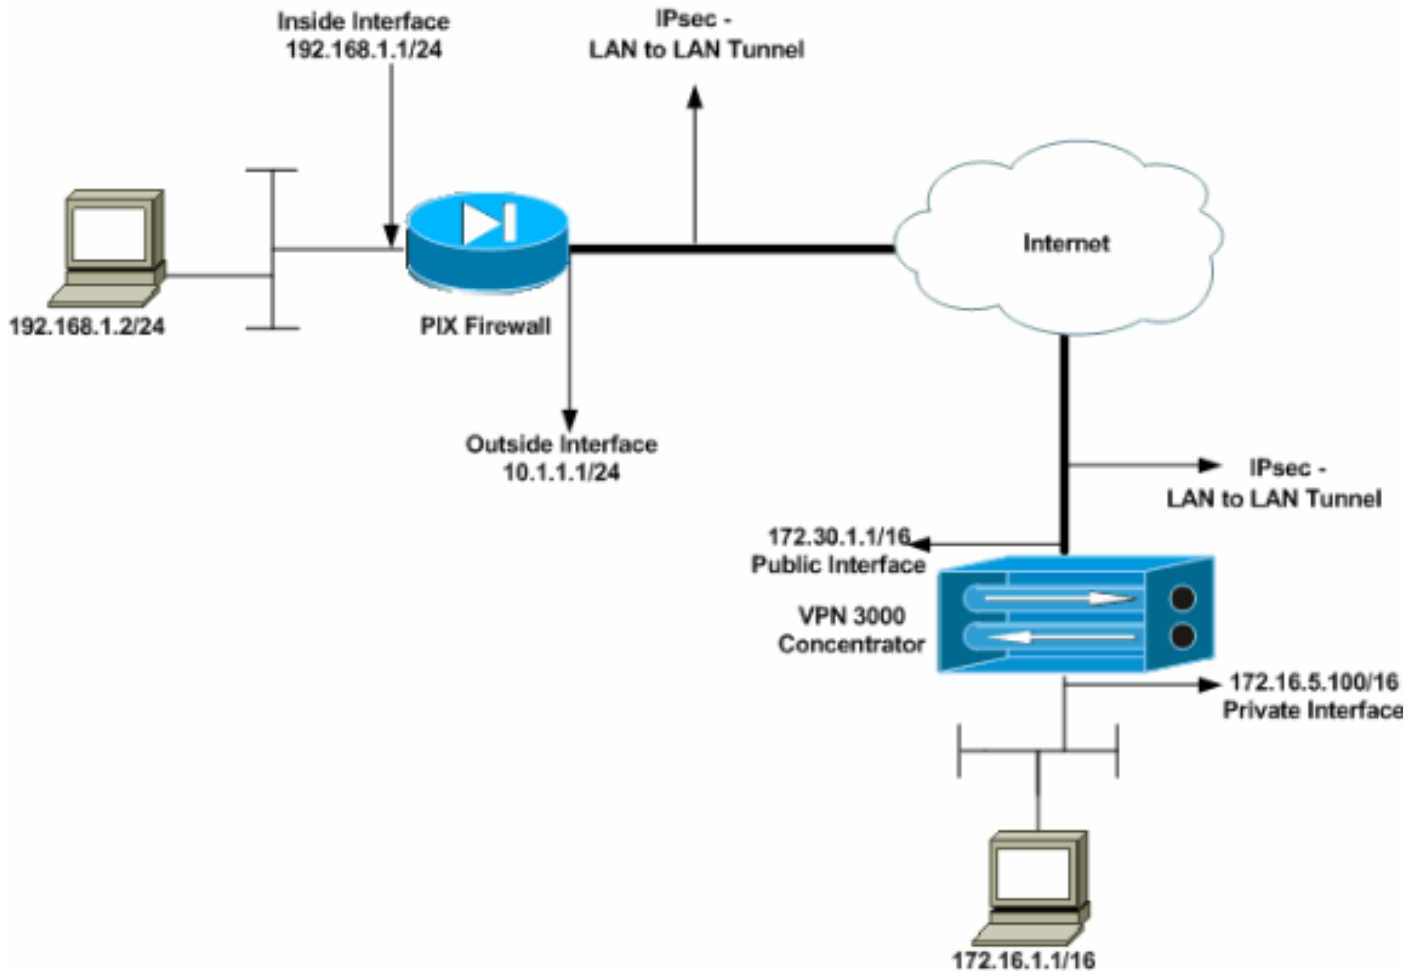 Inside Interface
192.168.1.1/24
IPsec -
LAN to LAN Tunnel
Internet
192.168.1.2/24
PIX Firewall
Outside Interface
10.1.1.1/24
IPsec -
LAN to LAN Tunnel
172.30.1.1/16
Public Interface
VPN 3000
Concentrator
172.16.5.100/16
Private Interface
172.16.1.1/16